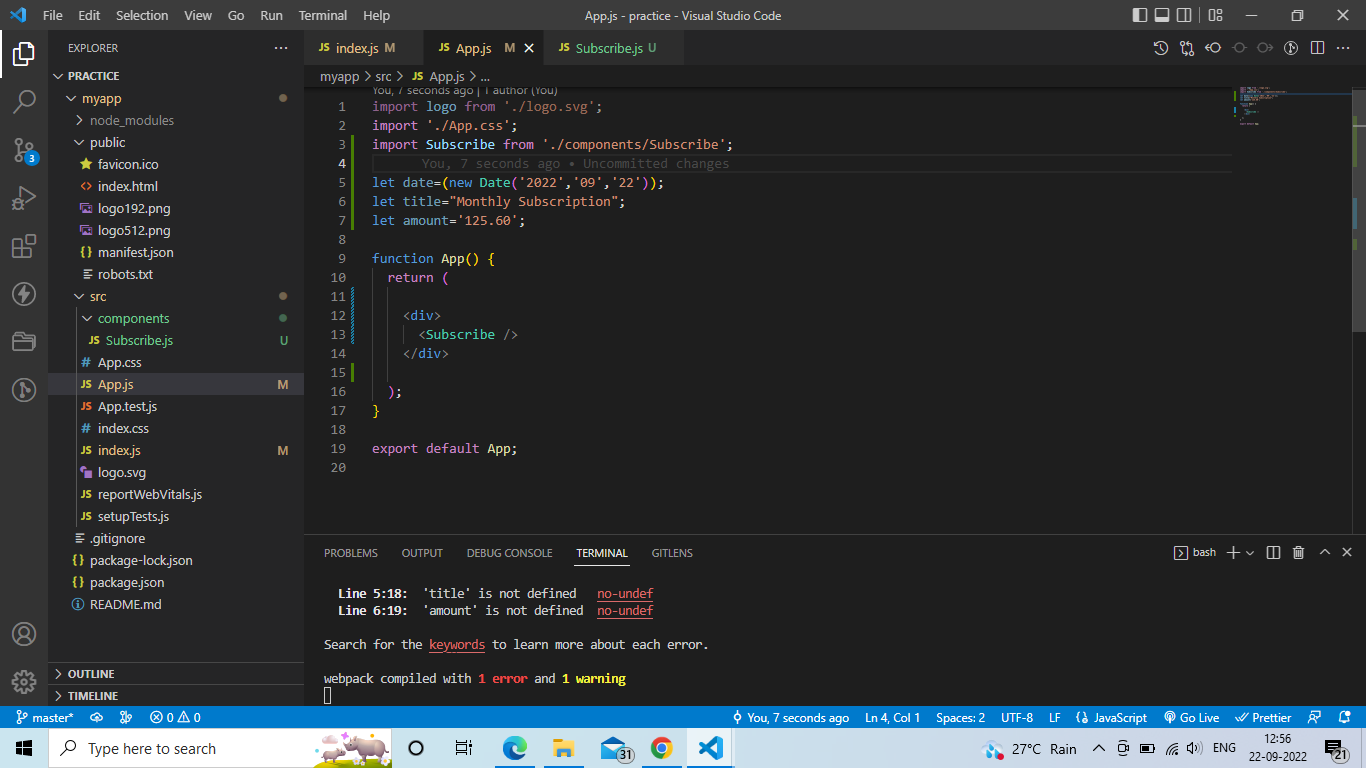 File Edit Selection View Go Run Terminal Help App.js - practice - Visual Studio Code
EXPLORER
PRACTICE
myapp
node_modules
public
favicon.ico
index.html
logo192.png
logo512.png
manifest.json
robots.txt
src
components
Subscribe.js U
App.css
App.js M
App.test.js
index.css
index.js M
logo.svg
reportWebVitals.js
setupTests.js
.gitignore
package-lock.json
package.json
README.md
OUTLINE
TIMELINE
3
JS index.js M JS App.js M JS Subscribe.js U
myapp > src > JS App.js > ...
You, 7 seconds ago | 1 author (You)
1 import logo from './logo.svg';
2 import './App.css';
3 import Subscribe from './components/Subscribe';
4 You, 7 seconds ago • Uncommitted changes
5 let date=(new Date('2022','09','22'));
6 let title="Monthly Subscription";
7 let amount='125.60';
8
9 function App() {
10 return (
11
12 <div>
13 <Subscribe />
14 </div>
15
16 );
17 }
18
19 export default App;
20
PROBLEMS OUTPUT DEBUG CONSOLE TERMINAL GITLENS bash
Line 5:18: 'title' is not defined no-undef
Line 6:19: 'amount' is not defined no-undef
Search for the keywords to learn more about each error.
webpack compiled with 1 error and 1 warning
master* 0 0 You, 7 seconds ago Ln 4, Col 1 Spaces: 2 UTF-8 LF JavaScript Go Live Prettier
Type here to search 31 27°C Rain ENG 12:56
22-09-2022 21